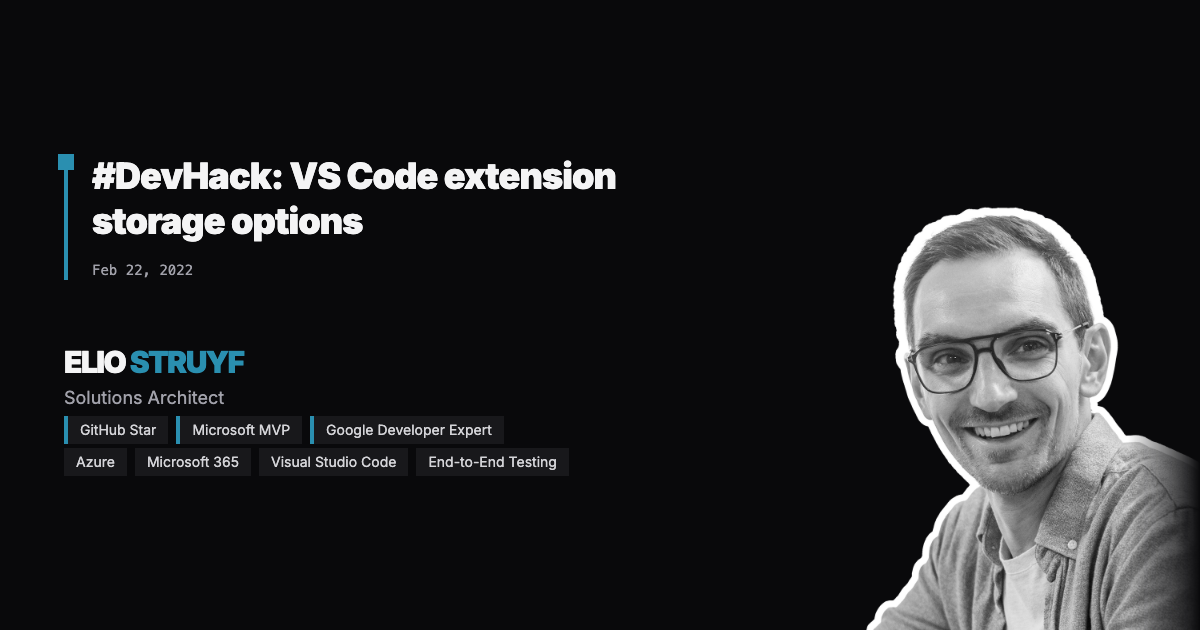 #DevHack: VS Code extension
storage options
Feb 22, 2022
ELIO STRUYF
Solutions Architect
GitHub Star Microsoft MVP Google Developer Expert
Azure Microsoft 365 Visual Studio Code End-to-End Testing